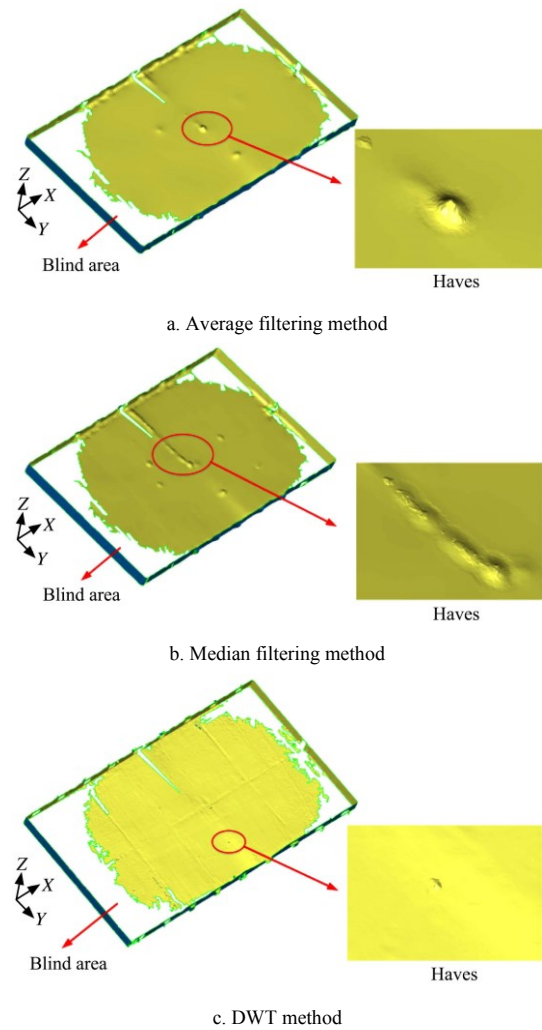 Z
X
Y
Blind area
Haves
a. Average filtering method
Z
X
Y
Blind area
Haves
b. Median filtering method
Z
X
Y
Blind area
Haves
c. DWT method